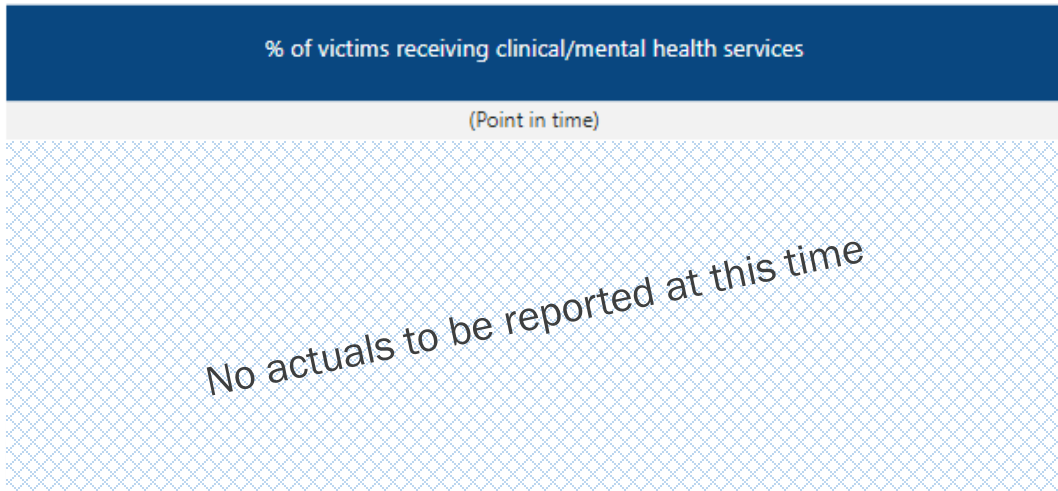 % of victims receiving clinical/mental health services
(Point in time)
No actuals to be reported at this time